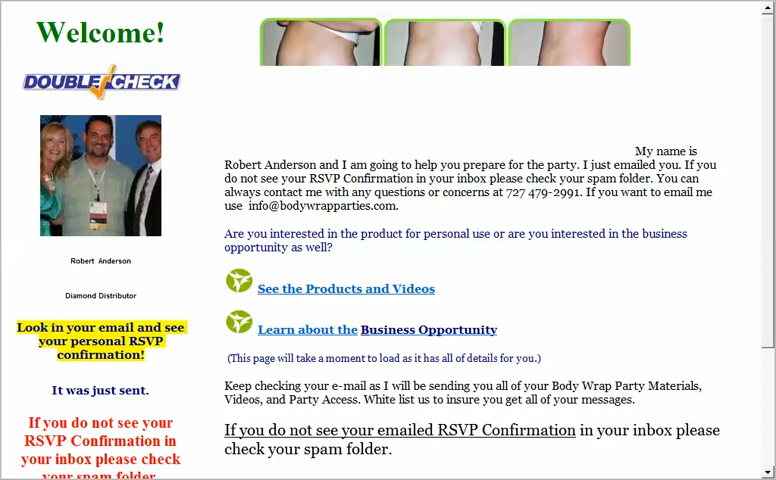 Welcome!
DOUBLE CHECK
Robert Anderson
Diamond Distributor
Look in your email and see
your personal RSVP
confirmation!
It was just sent.
If you do not see your
RSVP Confirmation in
your inbox please check
your spam folder.
My name is
Robert Anderson and I am going to help you prepare for the party. I just emailed you. If you
do not see your RSVP Confirmation in your inbox please check your spam folder. You can
always contact me with any questions or concerns at 727 479-2991. If you want to email me
use info@bodywrapparties.com.
Are you interested in the product for personal use or are you interested in the business
opportunity as well?
See the Products and Videos
Learn about the Business Opportunity
(This page will take a moment to load as it has all of details for you.)
Keep checking your e-mail as I will be sending you all of your Body Wrap Party Materials,
Videos, and Party Access. White list us to insure you get all of your messages.
If you do not see your emailed RSVP Confirmation in your inbox please
check your spam folder.